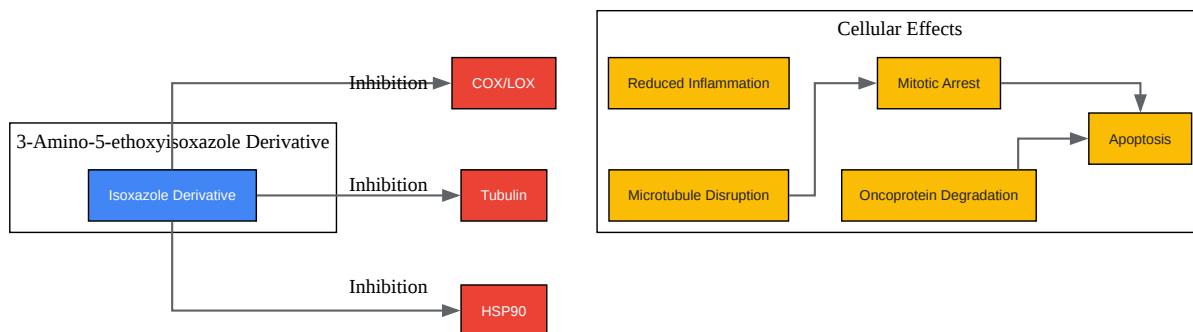 Cellular Effects
Inhibition
COX/LOX
Reduced Inflammation
Mitotic Arrest
3-Amino-5-ethoxyisoxazole Derivative
Apoptosis
Isoxazole Derivative
Inhibition
Tubulin
Microtubule Disruption
Oncoprotein Degradation
Inhibition
HSP90